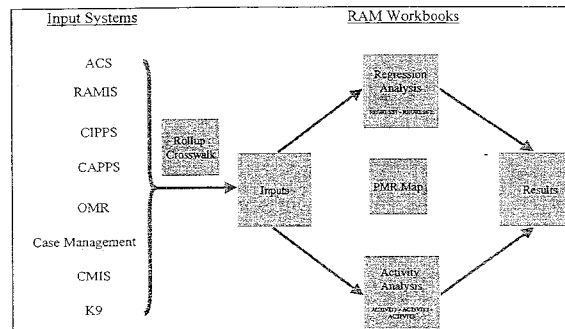 Input Systems
RAM Workbooks
ACS
RAMIS
CIPPS
CAPPS
OMR
Case Management
CMIS
K9
Rollup
Crosswalk
Inputs
Regression
Analysis
PMR Map
Activity
Analysis
Results